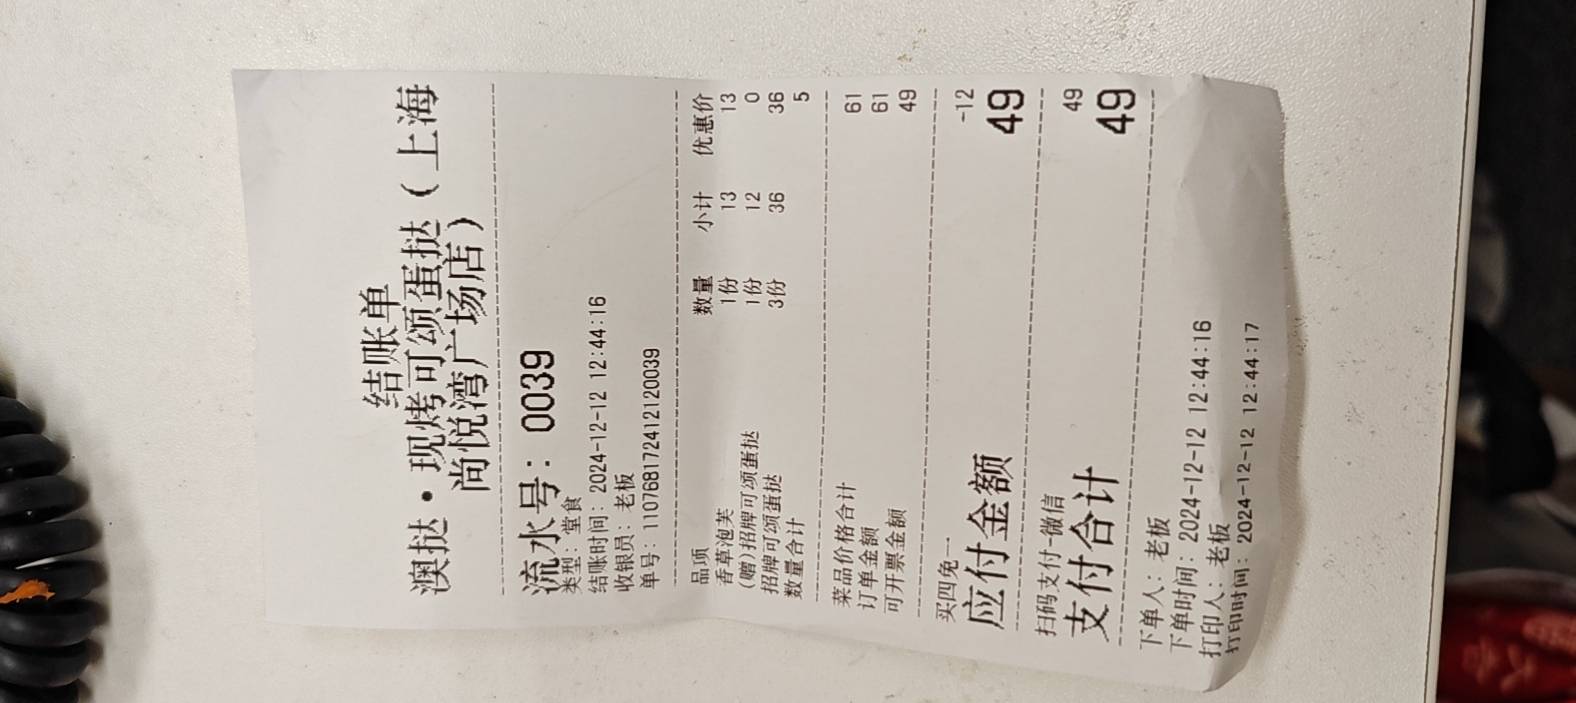 结账单
澳挞·现烤可颂蛋挞(上海
尚悦湾广场店)
流水号: 0039
类型: 堂食
结账时间: 2024-12-12 12:44:16
收银员: 老板
单号: 1107681724121​20039
品项 数量 小计 优惠价
香草泡芙 1份 13 13
(赠)招牌可颂蛋挞 1份 12 0
招牌可颂蛋挞 3份 36 36
数量合计 5
菜品价格合计 61
订单金额 61
可开票金额 49
买四免一 -12
应付金额 49
扫码支付-微信 49
支付合计 49
下单人: 老板
下单时间: 2024-12-12 12:44:16
打印人: 老板
打印时间: 2024-12-12 12:44:17